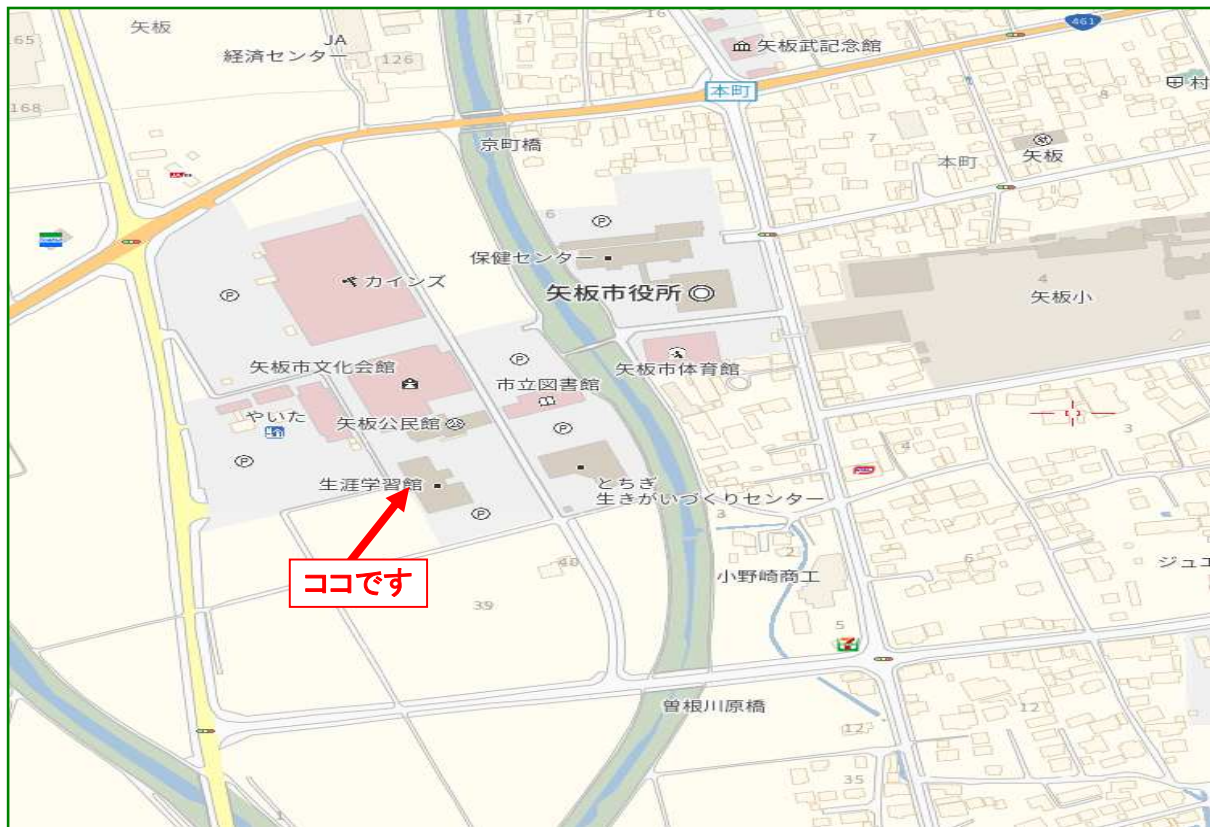 17
16
461
165
矢板
JA
経済センター
126
矢板武記念館
本町
村
168
8
7
京町橋
本町
矢板
JA
6
P
保健センター
4
カインズ
矢板市役所
矢板小
P
矢板市文化会館
P
市立図書館
矢板市体育館
やいた
矢板公民館
P
3
P
4
生涯学習館
とちぎ
生きがいづくりセンター
P
3
ココです
40
2
6
小野崎商工
ジュエ
39
5
7
曽根川原橋
12
12
35
1